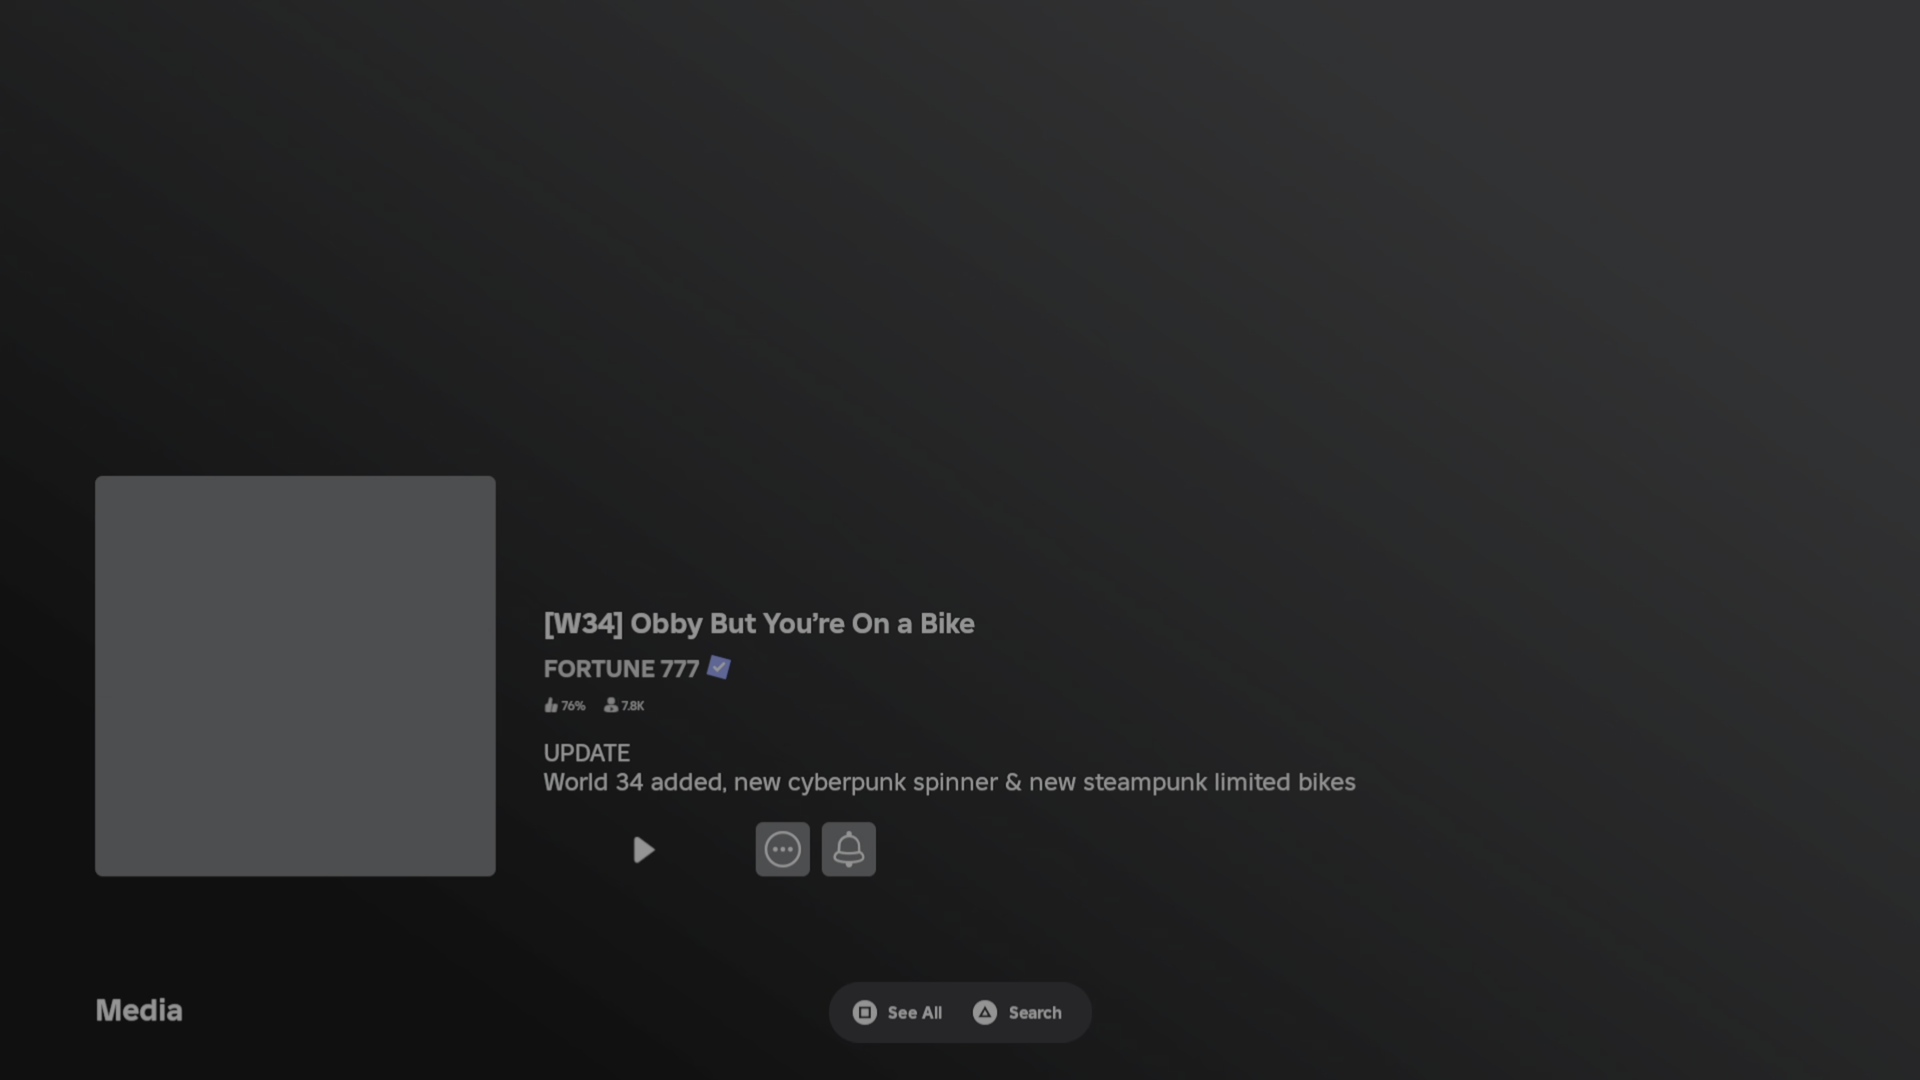 [W34] Obby But You’re On a Bike
FORTUNE 777
76% 7.8K
UPDATE
World 34 added, new cyberpunk spinner & new steampunk limited bikes
Media
See All Search